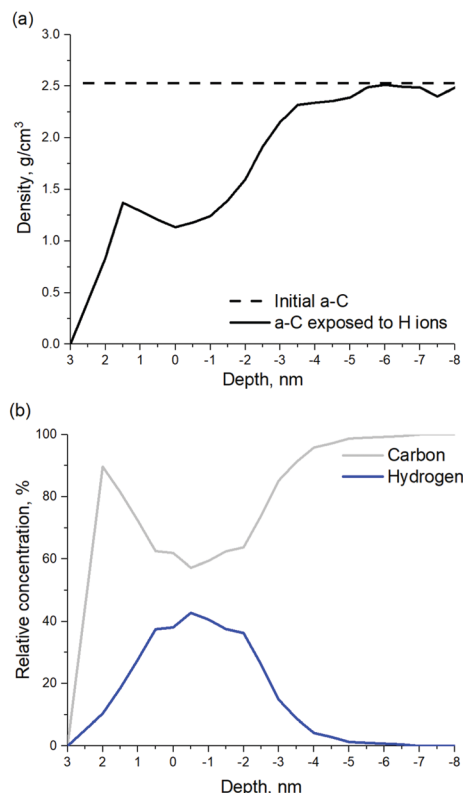 (a)
3.0
2.5
2.0
1.5
1.0
0.5
0.0
Density, g/cm³
Initial a-C
a-C exposed to H ions
3 2 1 0 -1 -2 -3 -4 -5 -6 -7 -8
Depth, nm
(b)
100
80
60
40
20
0
Relative concentration, %
Carbon
Hydrogen
3 2 1 0 -1 -2 -3 -4 -5 -6 -7 -8
Depth, nm